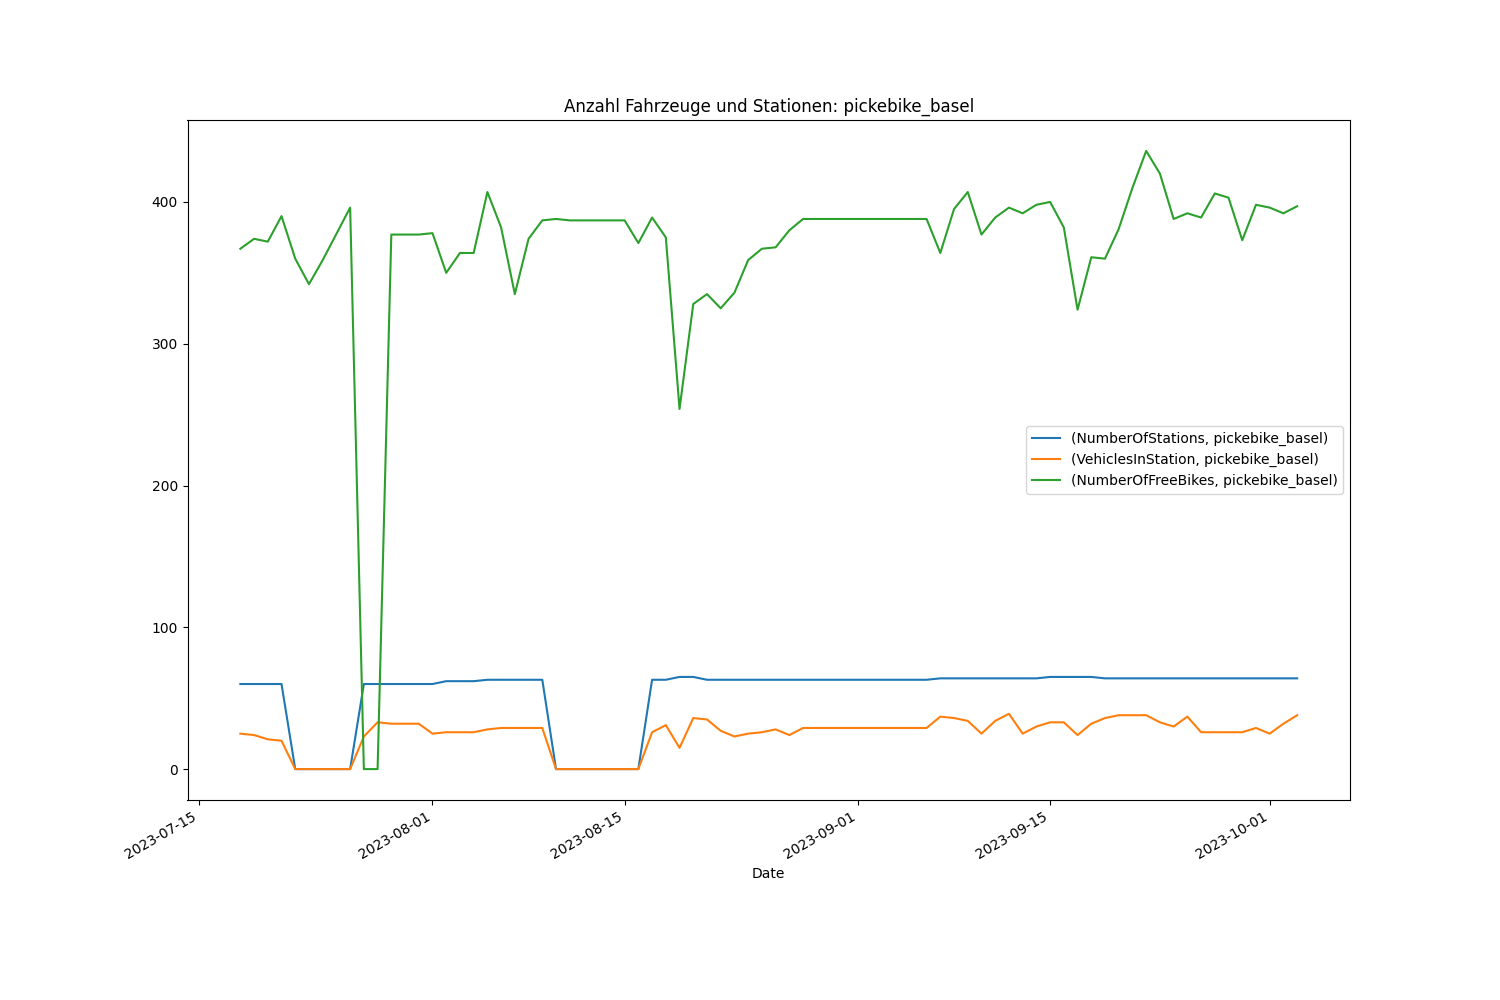 Anzahl Fahrzeuge und Stationen: pickebike_basel
400
300
200
100
0
(NumberOfStations, pickebike_basel)
(VehiclesInStation, pickebike_basel)
(NumberOfFreeBikes, pickebike_basel)
2023-07-15
2023-08-01
2023-08-15
2023-09-01
2023-09-15
2023-10-01
Date